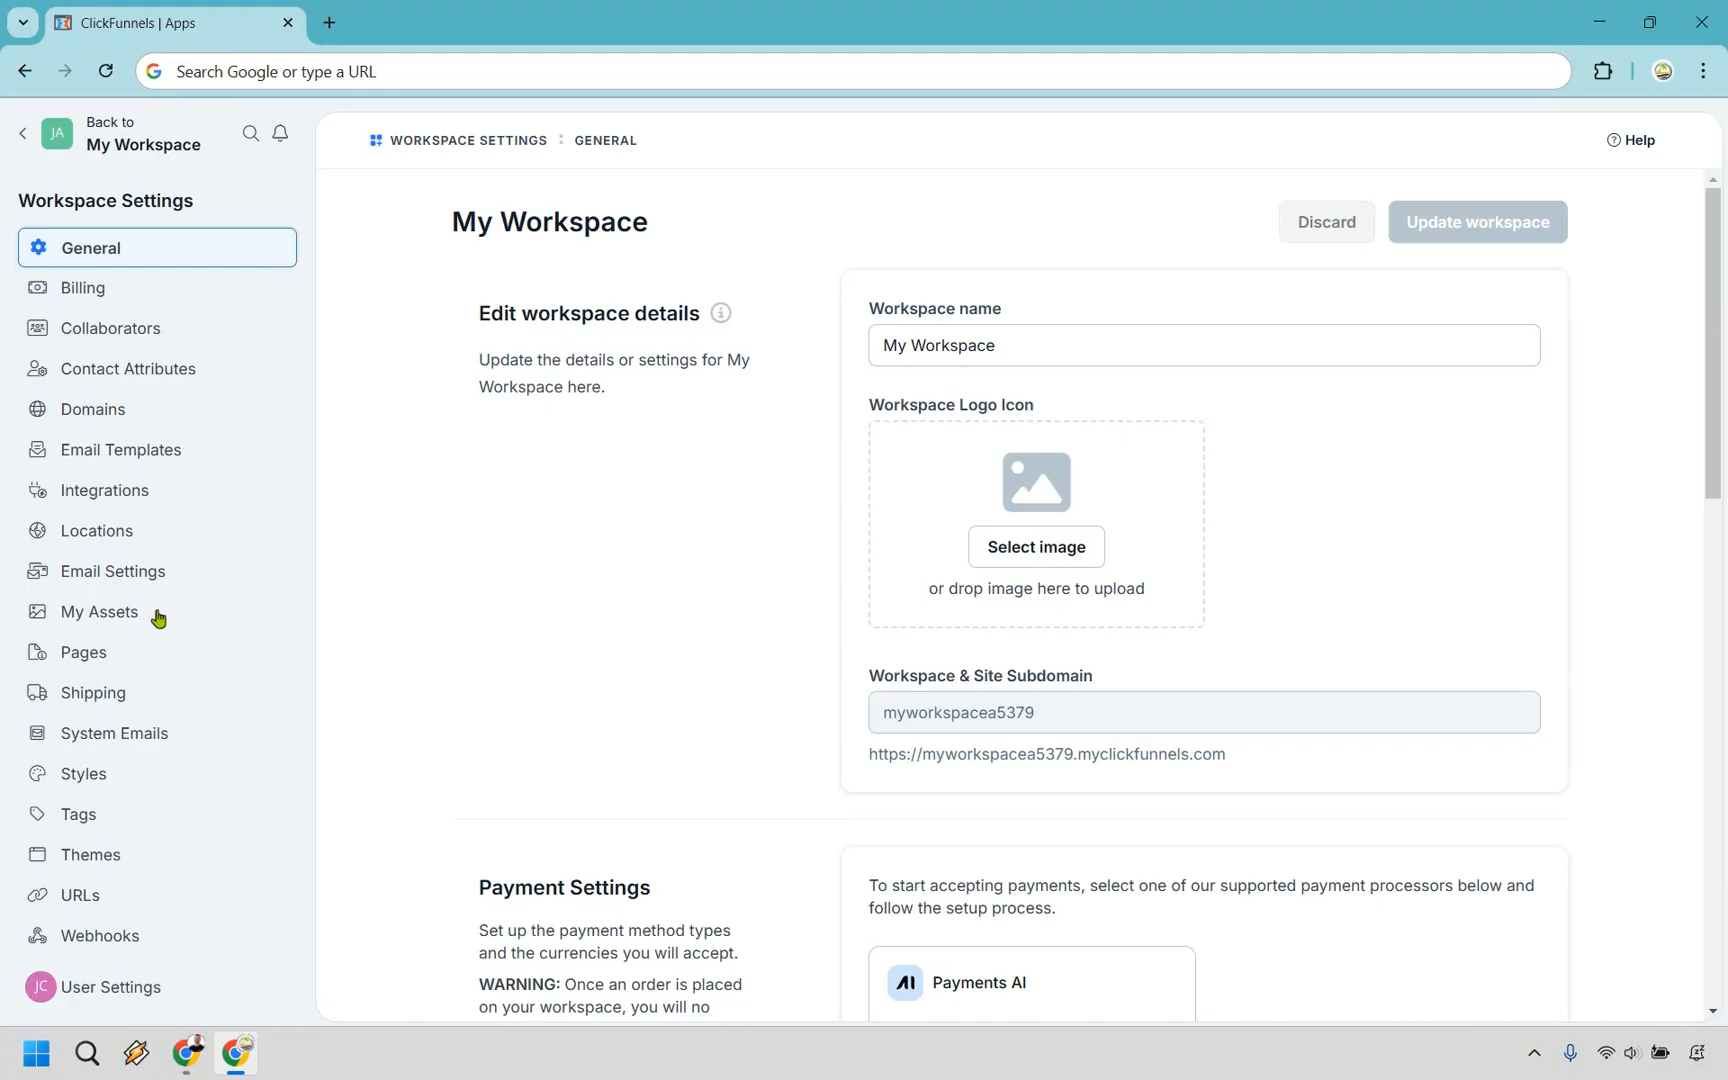 ClickFunnels | Apps
Search Google or type a URL
JA
Back to
My Workspace
WORKSPACE SETTINGS
GENERAL
Help
Workspace Settings
General
Billing
Collaborators
Contact Attributes
Domains
Email Templates
Integrations
Locations
Email Settings
My Assets
Pages
Shipping
System Emails
Styles
Tags
Themes
URLs
Webhooks
JC User Settings
My Workspace
Discard
Update workspace
Edit workspace details
Update the details or settings for My
Workspace here.
Workspace name
My Workspace
Workspace Logo Icon
Select image
or drop image here to upload
Workspace & Site Subdomain
myworkspacea5379
https://myworkspacea5379.myclickfunnels.com
Payment Settings
Set up the payment method types
and the currencies you will accept.
WARNING: Once an order is placed
on your workspace, you will no
To start accepting payments, select one of our supported payment processors below and
follow the setup process.
AI Payments AI